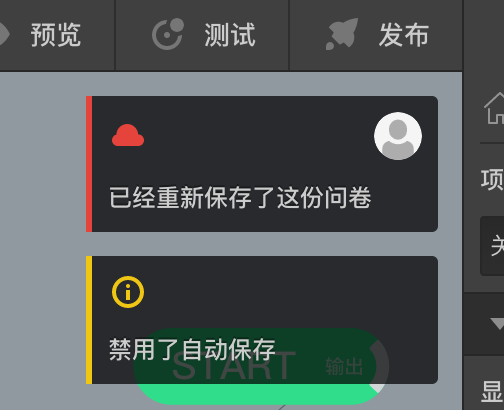 预览
测试
发布
项
已经重新保存了这份问卷
关
禁用了自动保存
START 输出
显